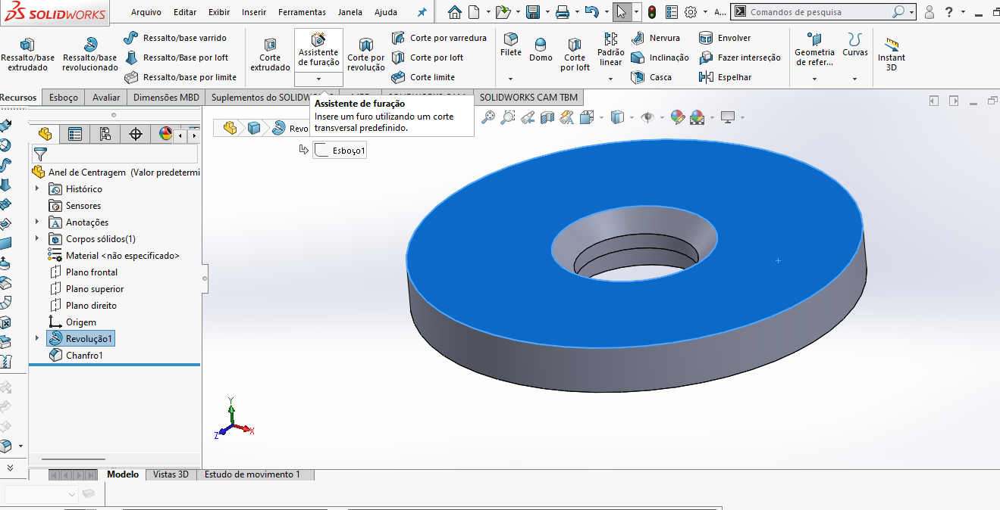 SOLIDWORKS
Arquivo Editar Exibir Inserir Ferramentas Janela Ajuda
A...
Comandos de pesquisa
?
Ressalto/base extrudado
Ressalto/base revolucionado
Ressalto/base varrido
Ressalto/Base por loft
Ressalto/base por limite
Corte extrudado
Assistente de furação
Corte por revolução
Corte por varredura
Corte por loft
Corte limite
Filete
Domo
Corte por loft
Padrão linear
Nervura
Inclinação
Casca
Envolver
Fazer interseção
Espelhar
Geometria de refer...
Curvas
Instant 3D
Recursos Esboço Avaliar Dimensões MBD Suplementos do SOLIDW SOLIDWORKS CAM TBM
Assistente de furação
Insere um furo utilizando um corte
transversal predefinido.
Revo
Esboço1
Anel de Centragem (Valor predetermi
Histórico
Sensores
A Anotações
Corpos sólidos(1)
Material <não especificado>
Plano frontal
Plano superior
Plano direito
Origem
Revolução1
Chanfro1
Y
Z X
Modelo Vistas 3D Estudo de movimento 1